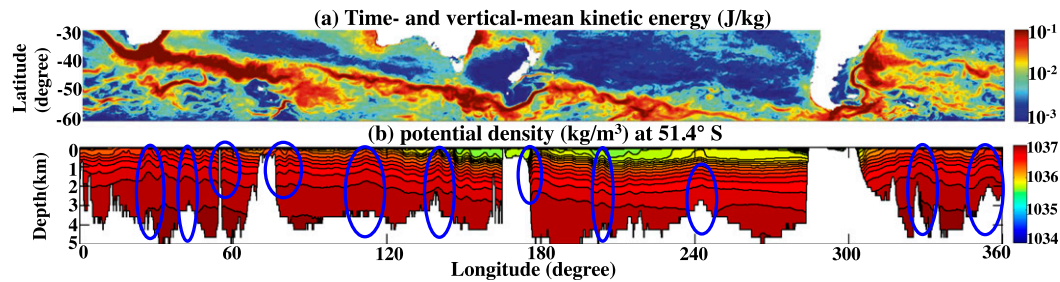 (a) Time- and vertical-mean kinetic energy (J/kg)
-30
-40
-50
-60
Latitude
(degree)
10⁻¹
10⁻²
10⁻³
(b) potential density (kg/m³) at 51.4° S
0
1
2
3
4
5
Depth(km)
1037
1036
1035
1034
0 60 120 180 240 300 360
Longitude (degree)